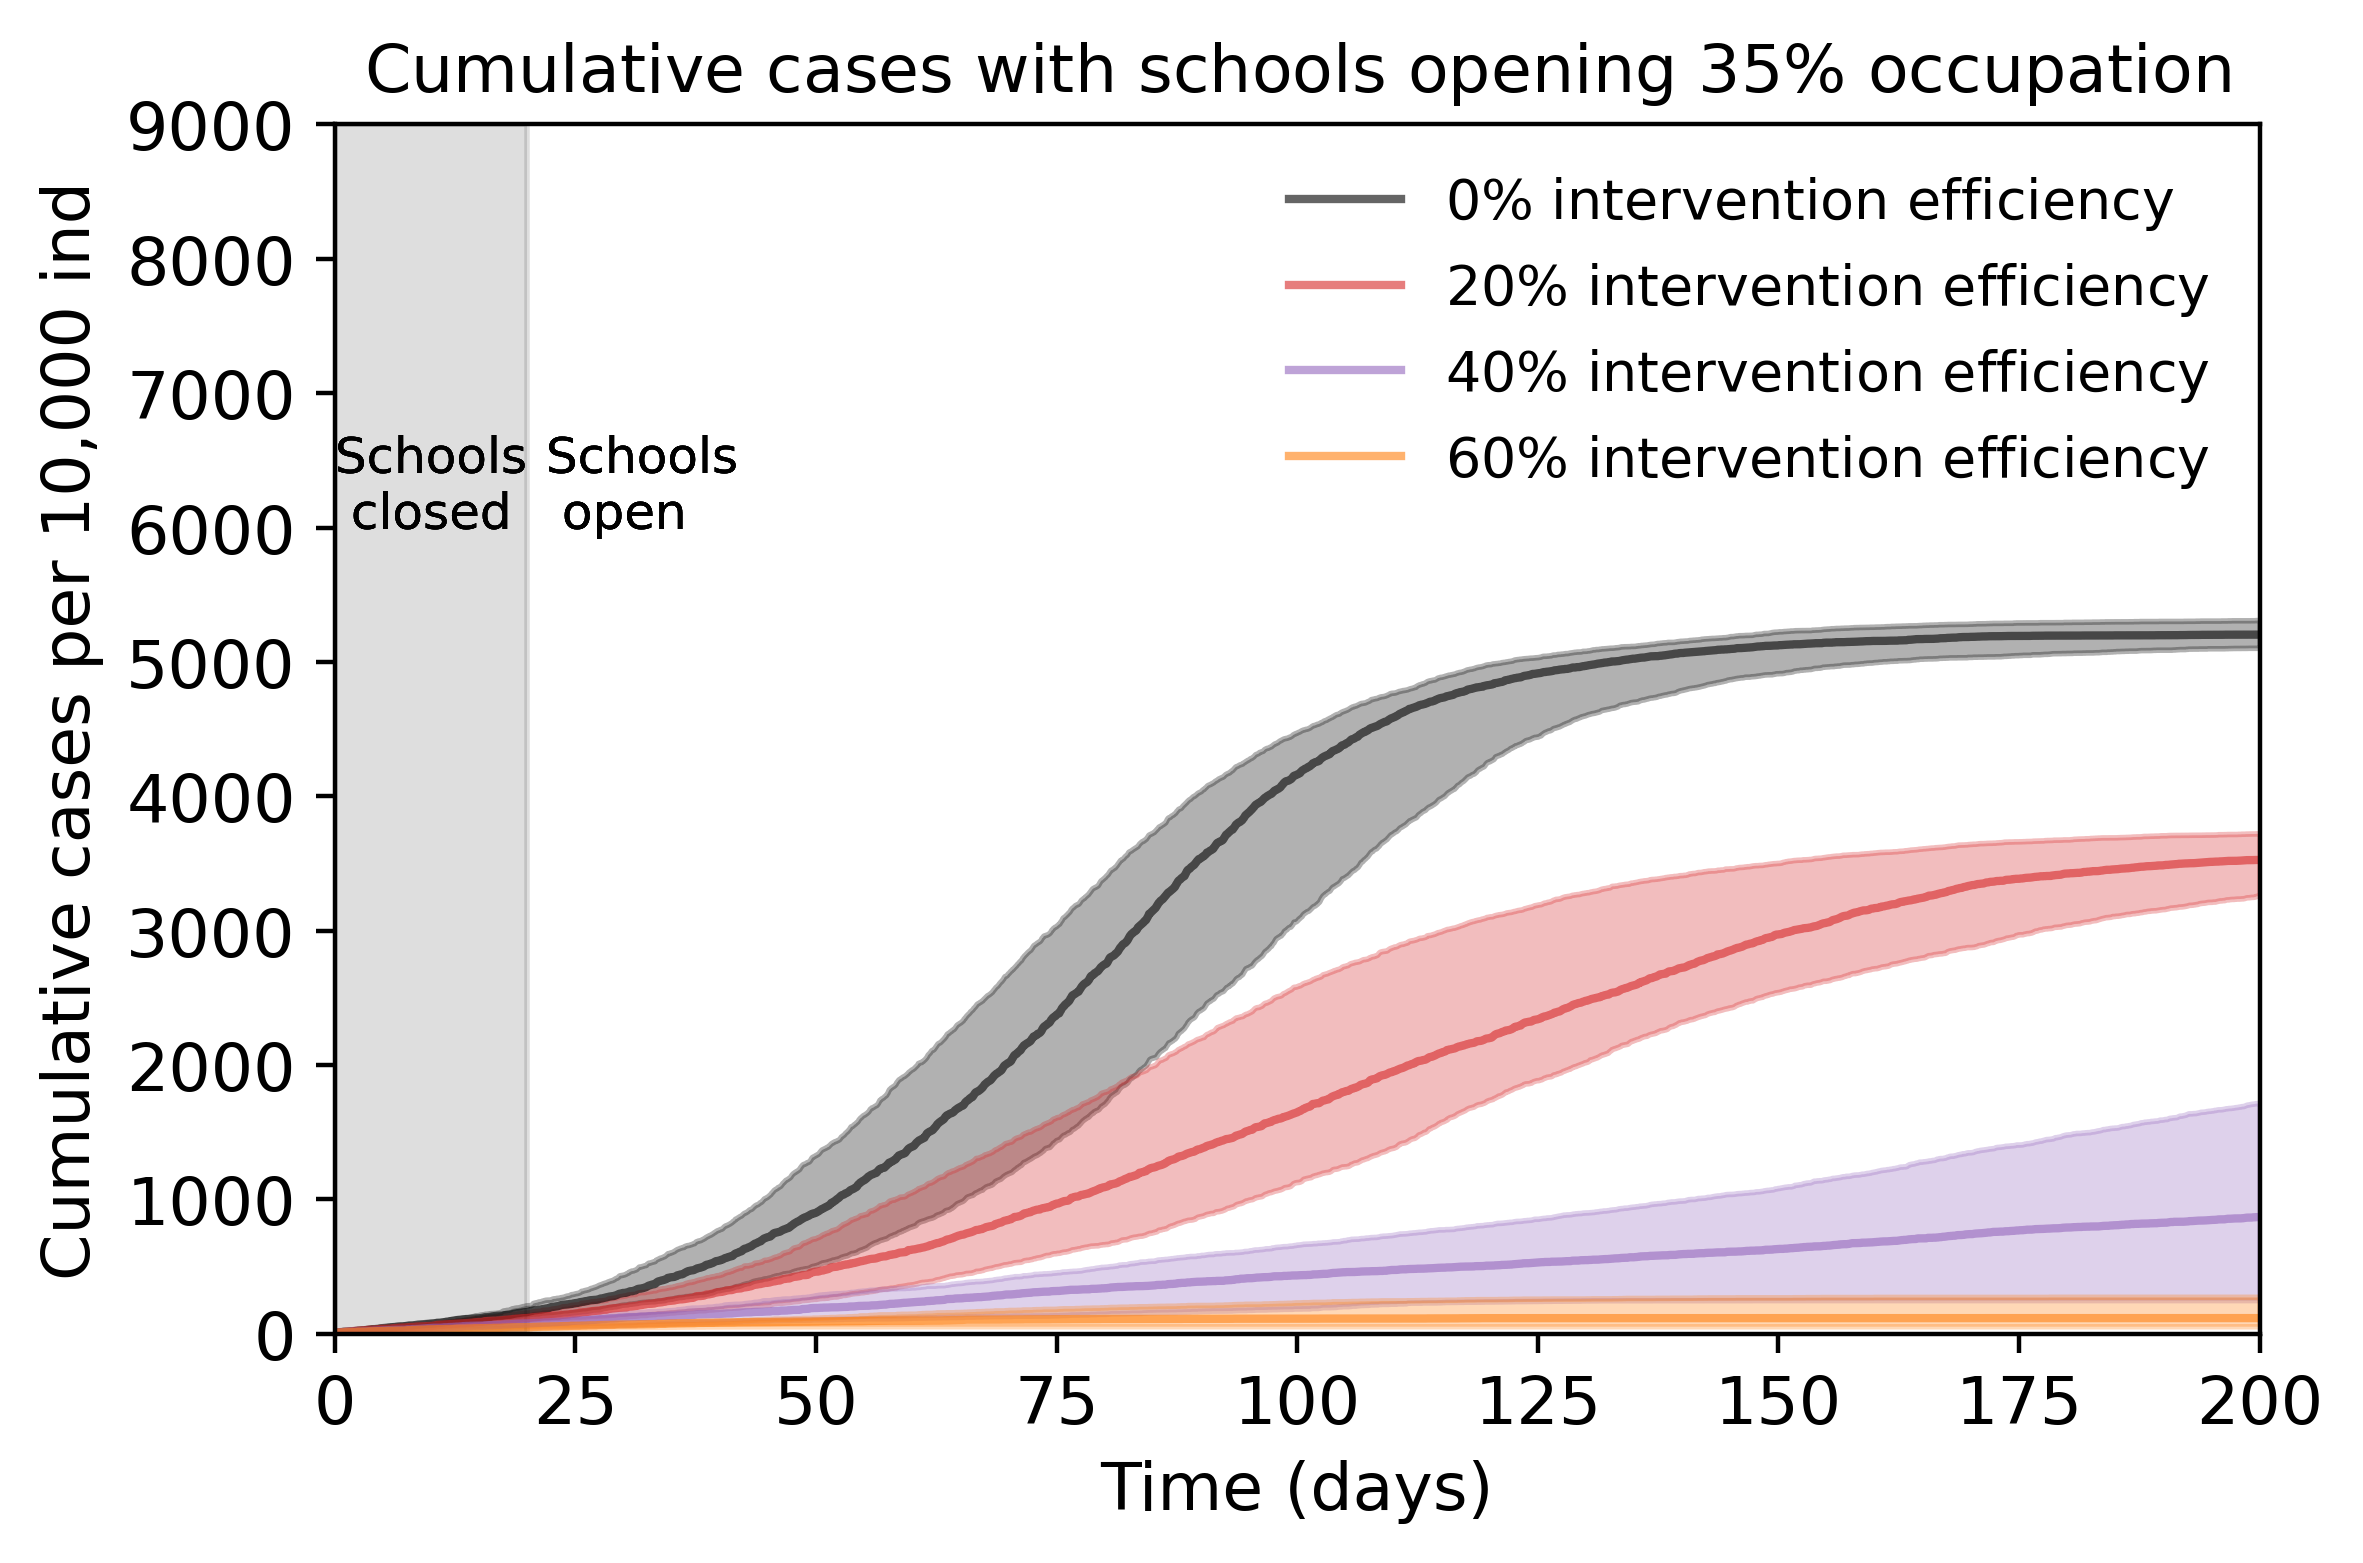 Cumulative cases with schools opening 35% occupation
Cumulative cases per 10,000 ind
9000
8000
7000
6000
5000
4000
3000
2000
1000
0
Schools
closed
Schools
open
0% intervention efficiency
20% intervention efficiency
40% intervention efficiency
60% intervention efficiency
0 25 50 75 100 125 150 175 200
Time (days)